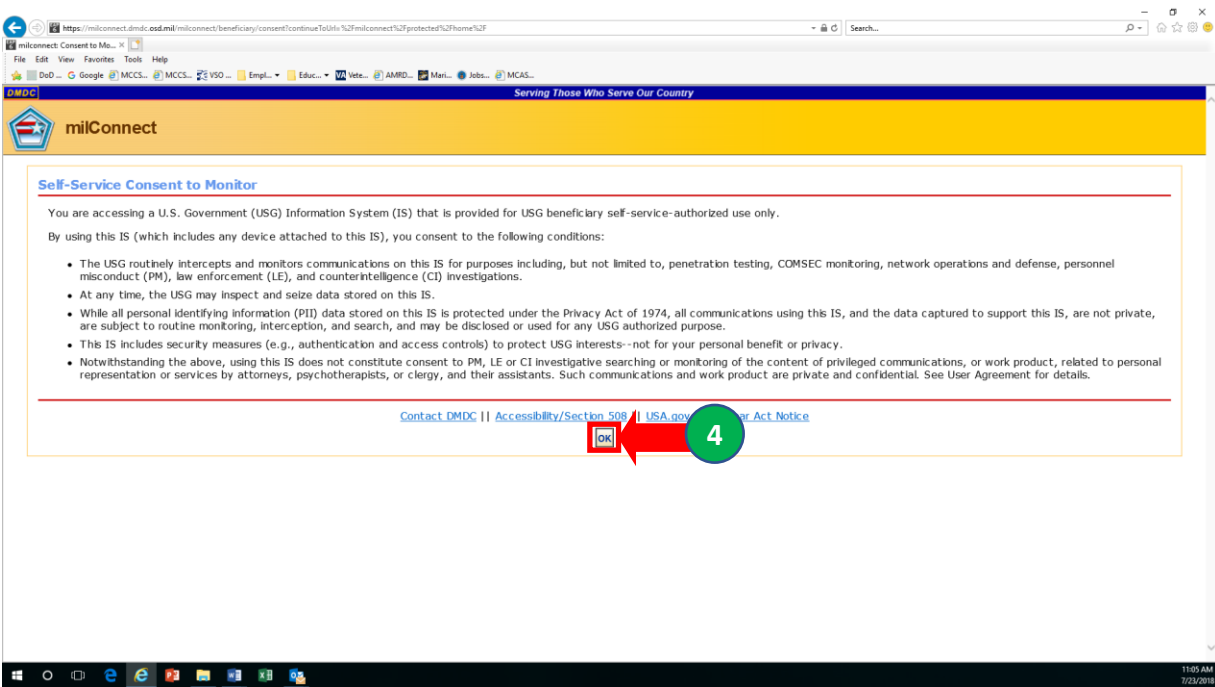 https://milconnect.dmdc.osd.mil/milconnect/beneficiary/consent?continueToUrl=%2Fmilconnect%2Fprotected%2Fhome%2F
Search...
milconnect: Consent to Mo...
File Edit View Favorites Tools Help
DoD ... Google MCCS... MCCS... VSO ... Empl... Educ... VA Vete... AMRD... Mari... Jobs... MCAS...
DMDC Serving Those Who Serve Our Country
milConnect
Self-Service Consent to Monitor
You are accessing a U.S. Government (USG) Information System (IS) that is provided for USG beneficiary self-service-authorized use only.
By using this IS (which includes any device attached to this IS), you consent to the following conditions:
• The USG routinely intercepts and monitors communications on this IS for purposes including, but not limited to, penetration testing, COMSEC monitoring, network operations and defense, personnel
misconduct (PM), law enforcement (LE), and counterintelligence (CI) investigations.
• At any time, the USG may inspect and seize data stored on this IS.
• While all personal identifying information (PII) data stored on this IS is protected under the Privacy Act of 1974, all communications using this IS, and the data captured to support this IS, are not private,
are subject to routine monitoring, interception, and search, and may be disclosed or used for any USG authorized purpose.
• This IS includes security measures (e.g., authentication and access controls) to protect USG interests--not for your personal benefit or privacy.
• Notwithstanding the above, using this IS does not constitute consent to PM, LE or CI investigative searching or monitoring of the content of privileged communications, or work product, related to personal
representation or services by attorneys, psychotherapists, or clergy, and their assistants. Such communications and work product are private and confidential. See User Agreement for details.
Contact DMDC || Accessibility/Section 508 || USA.gov ar Act Notice
OK
4
11:05 AM
7/23/2018